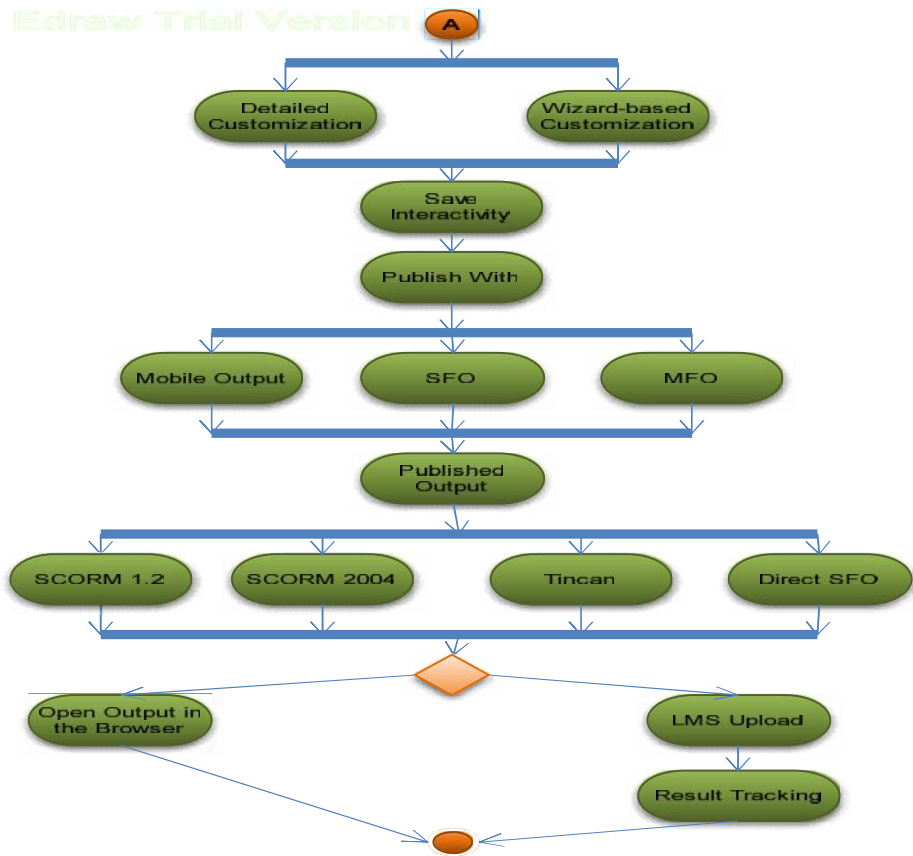 Edraw Trial Version
A
Detailed
Customization
Wizard-based
Customization
Save
Interactivity
Publish With
Mobile Output
SFO
MFO
Published
Output
SCORM 1.2
SCORM 2004
Tincan
Direct SFO
Open Output in
the Browser
LMS Upload
Result Tracking